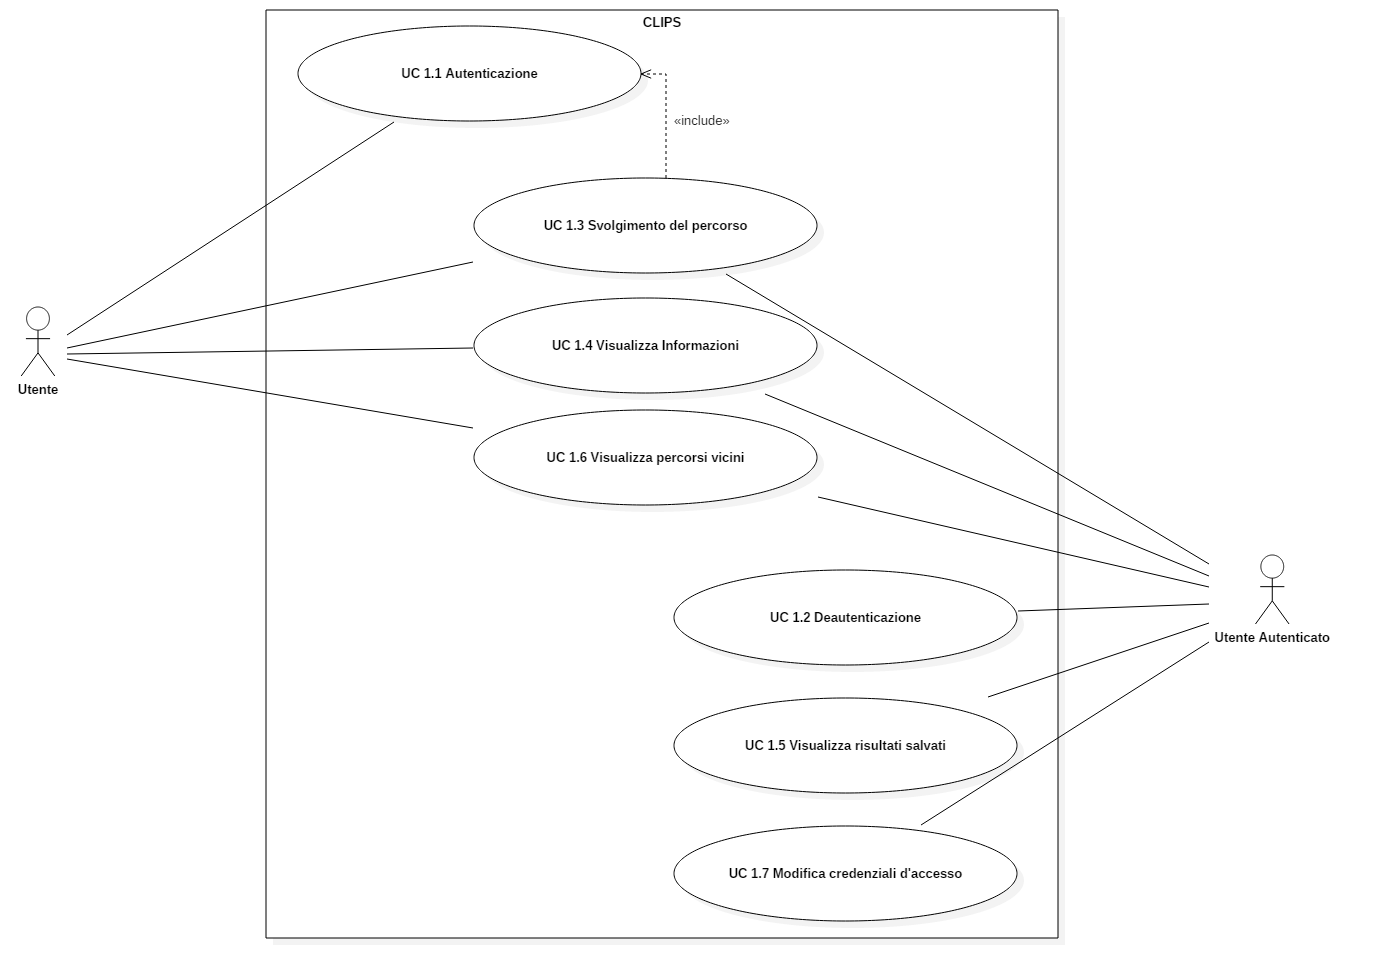 CLIPS
UC 1.1 Autenticazione
«include»
UC 1.3 Svolgimento del percorso
UC 1.4 Visualizza Informazioni
Utente
UC 1.6 Visualizza percorsi vicini
UC 1.2 Deautenticazione
Utente Autenticato
UC 1.5 Visualizza risultati salvati
UC 1.7 Modifica credenziali d'accesso